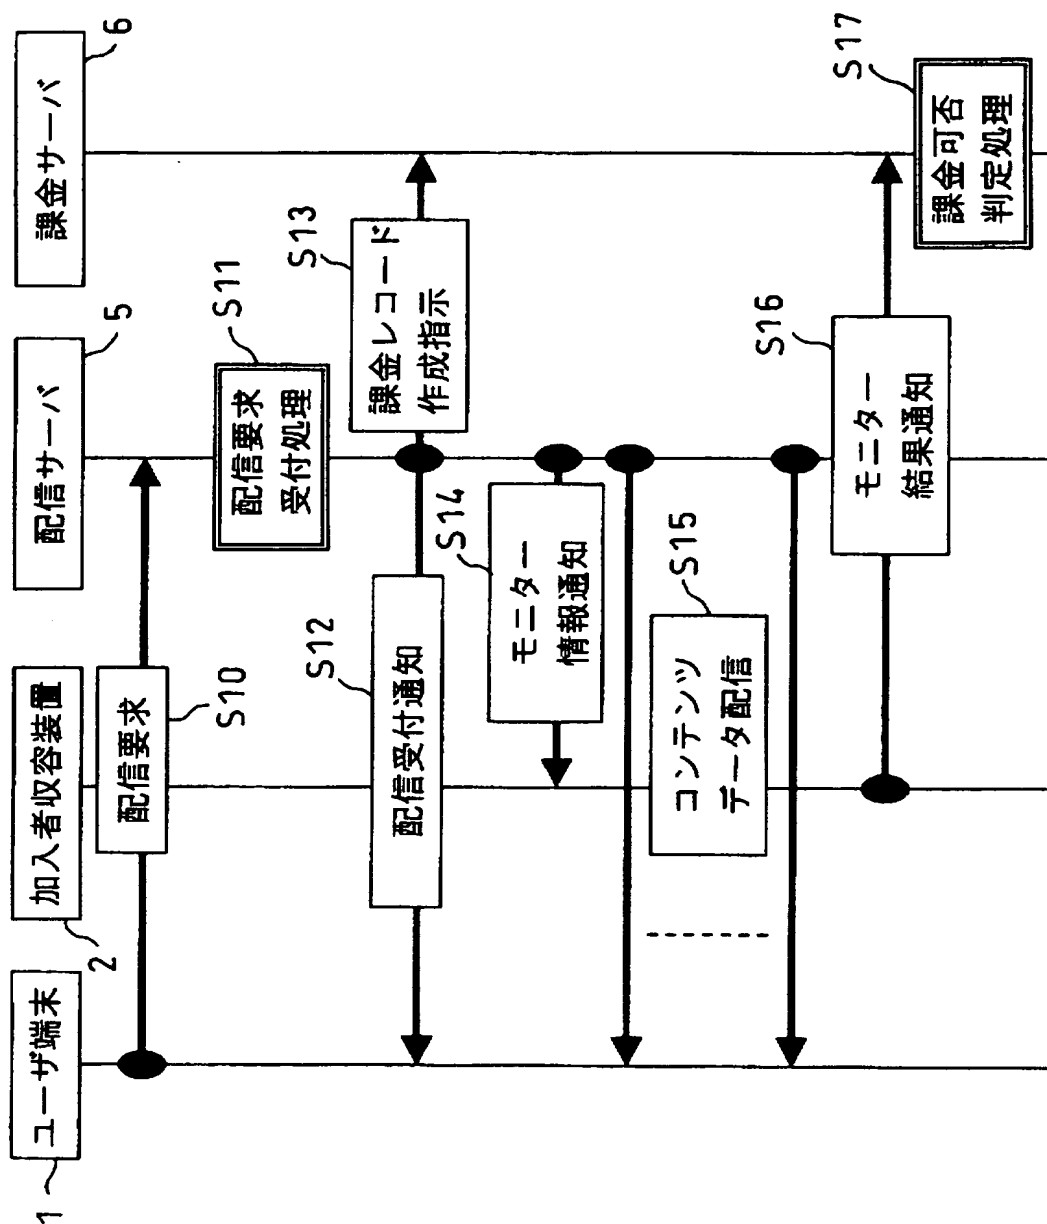 ユーザ端末
1
加入者収容装置
2
配信サーバ
5
課金サーバ
6
配信要求
S10
配信要求
受付処理
S11
配信受付通知
S12
課金レコード
作成指示
S13
モニター
情報通知
S14
コンテンツ
データ配信
S15
モニター
結果通知
S16
課金可否
判定処理
S17